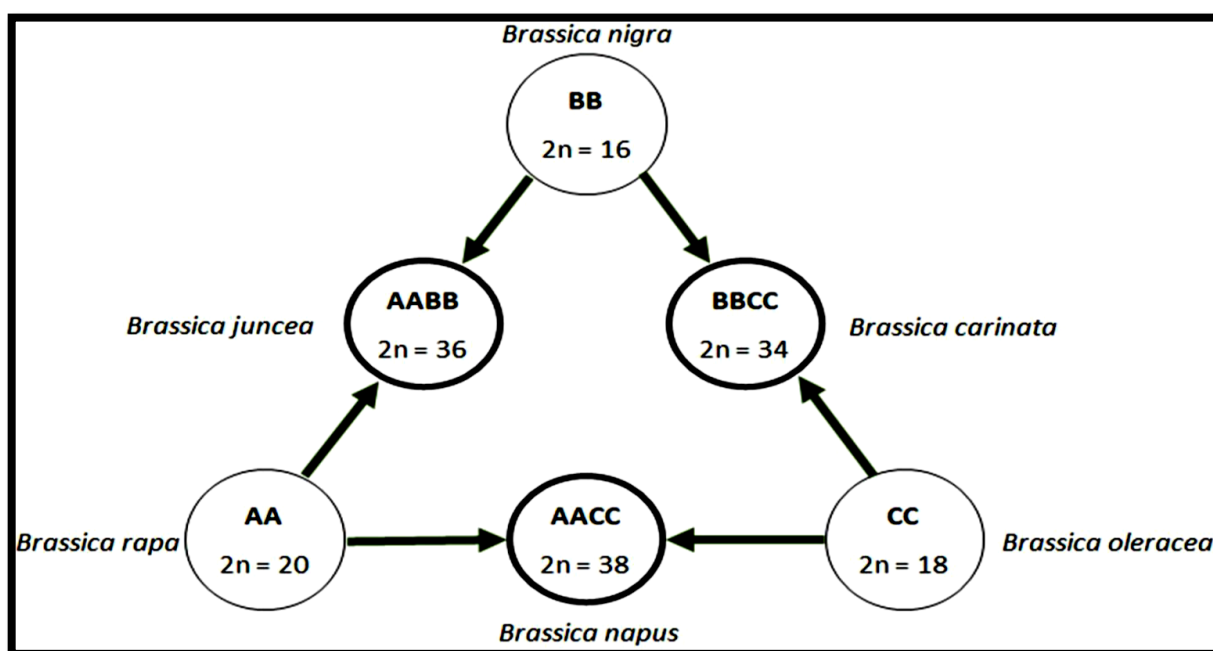 Brassica nigra
BB
2n = 16
AABB
2n = 36
Brassica juncea
BBCC
2n = 34
Brassica carinata
AA
2n = 20
Brassica rapa
AACC
2n = 38
Brassica napus
CC
2n = 18
Brassica oleracea